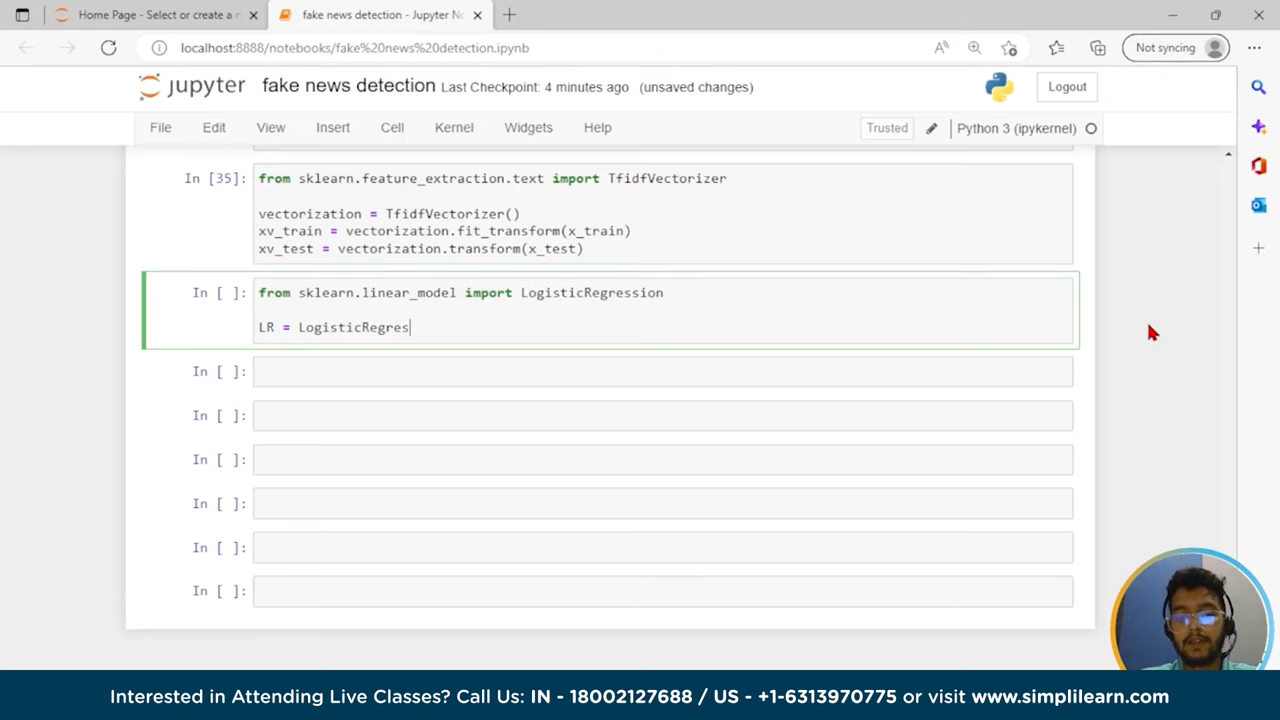 Home Page - Select or create a n
fake news detection - Jupyter No
localhost:8888/notebooks/fake%20news%20detection.ipynb
Not syncing
jupyter fake news detection Last Checkpoint: 4 minutes ago (unsaved changes)
Logout
File Edit View Insert Cell Kernel Widgets Help
Trusted
Python 3 (ipykernel)
In [35]: from sklearn.feature_extraction.text import TfidfVectorizer
vectorization = TfidfVectorizer()
xv_train = vectorization.fit_transform(x_train)
xv_test = vectorization.transform(x_test)
In [ ]: from sklearn.linear_model import LogisticRegression
LR = LogisticRegres
In [ ]:
In [ ]:
In [ ]:
In [ ]:
In [ ]:
In [ ]:
Interested in Attending Live Classes? Call Us: IN - 18002127688 / US - +1-6313970775 or visit www.simplilearn.com